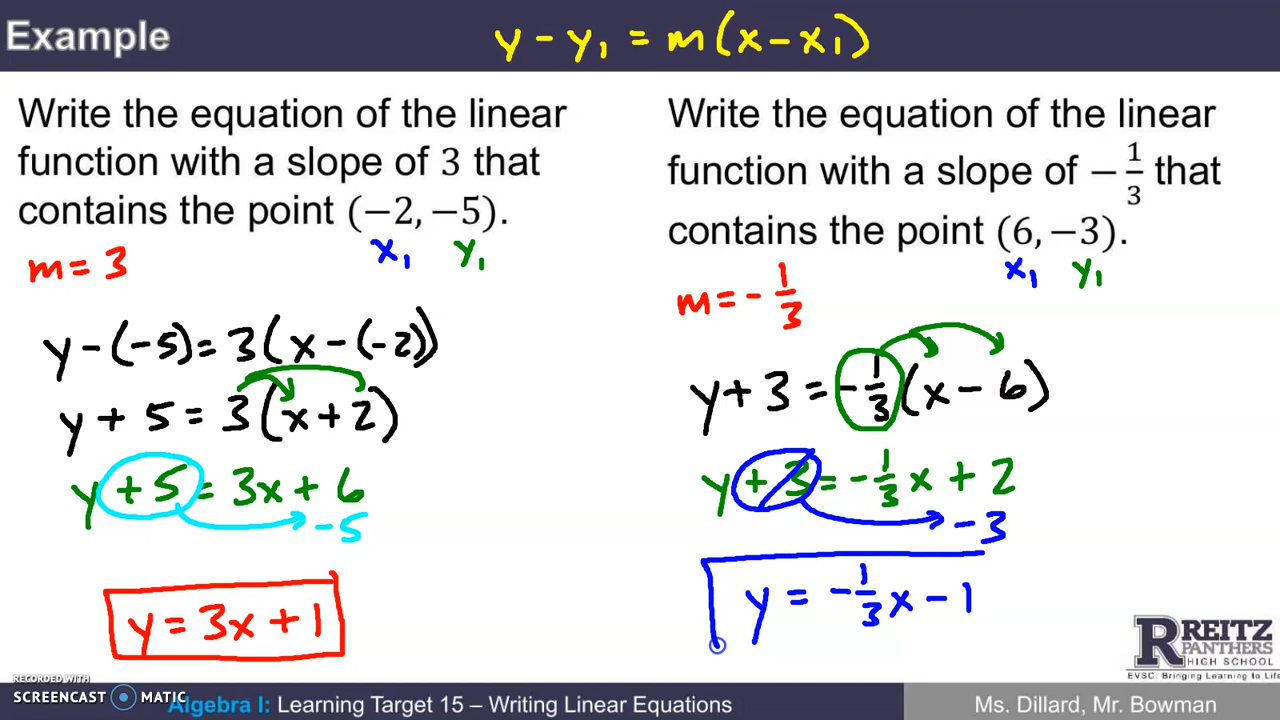 Example
y - y₁ = m(x - x₁)
Write the equation of the linear
function with a slope of 3 that
contains the point (−2, −5).
x₁ y₁
m = 3
y - (-5) = 3(x - (-2))
y + 5 = 3(x + 2)
y + 5 = 3x + 6
-5
y = 3x + 1
Write the equation of the linear
function with a slope of −1/3 that
contains the point (6, −3).
x₁ y₁
m = -1/3
y + 3 = -1/3(x - 6)
y + 3 = -1/3x + 2
-3
y = -1/3x - 1
REITZ
PANTHERS
HIGH SCHOOL
EVSC: Bringing Learning to Life
RECORDED WITH
SCREENCAST MATIC
Algebra I: Learning Target 15 – Writing Linear Equations
Ms. Dillard, Mr. Bowman